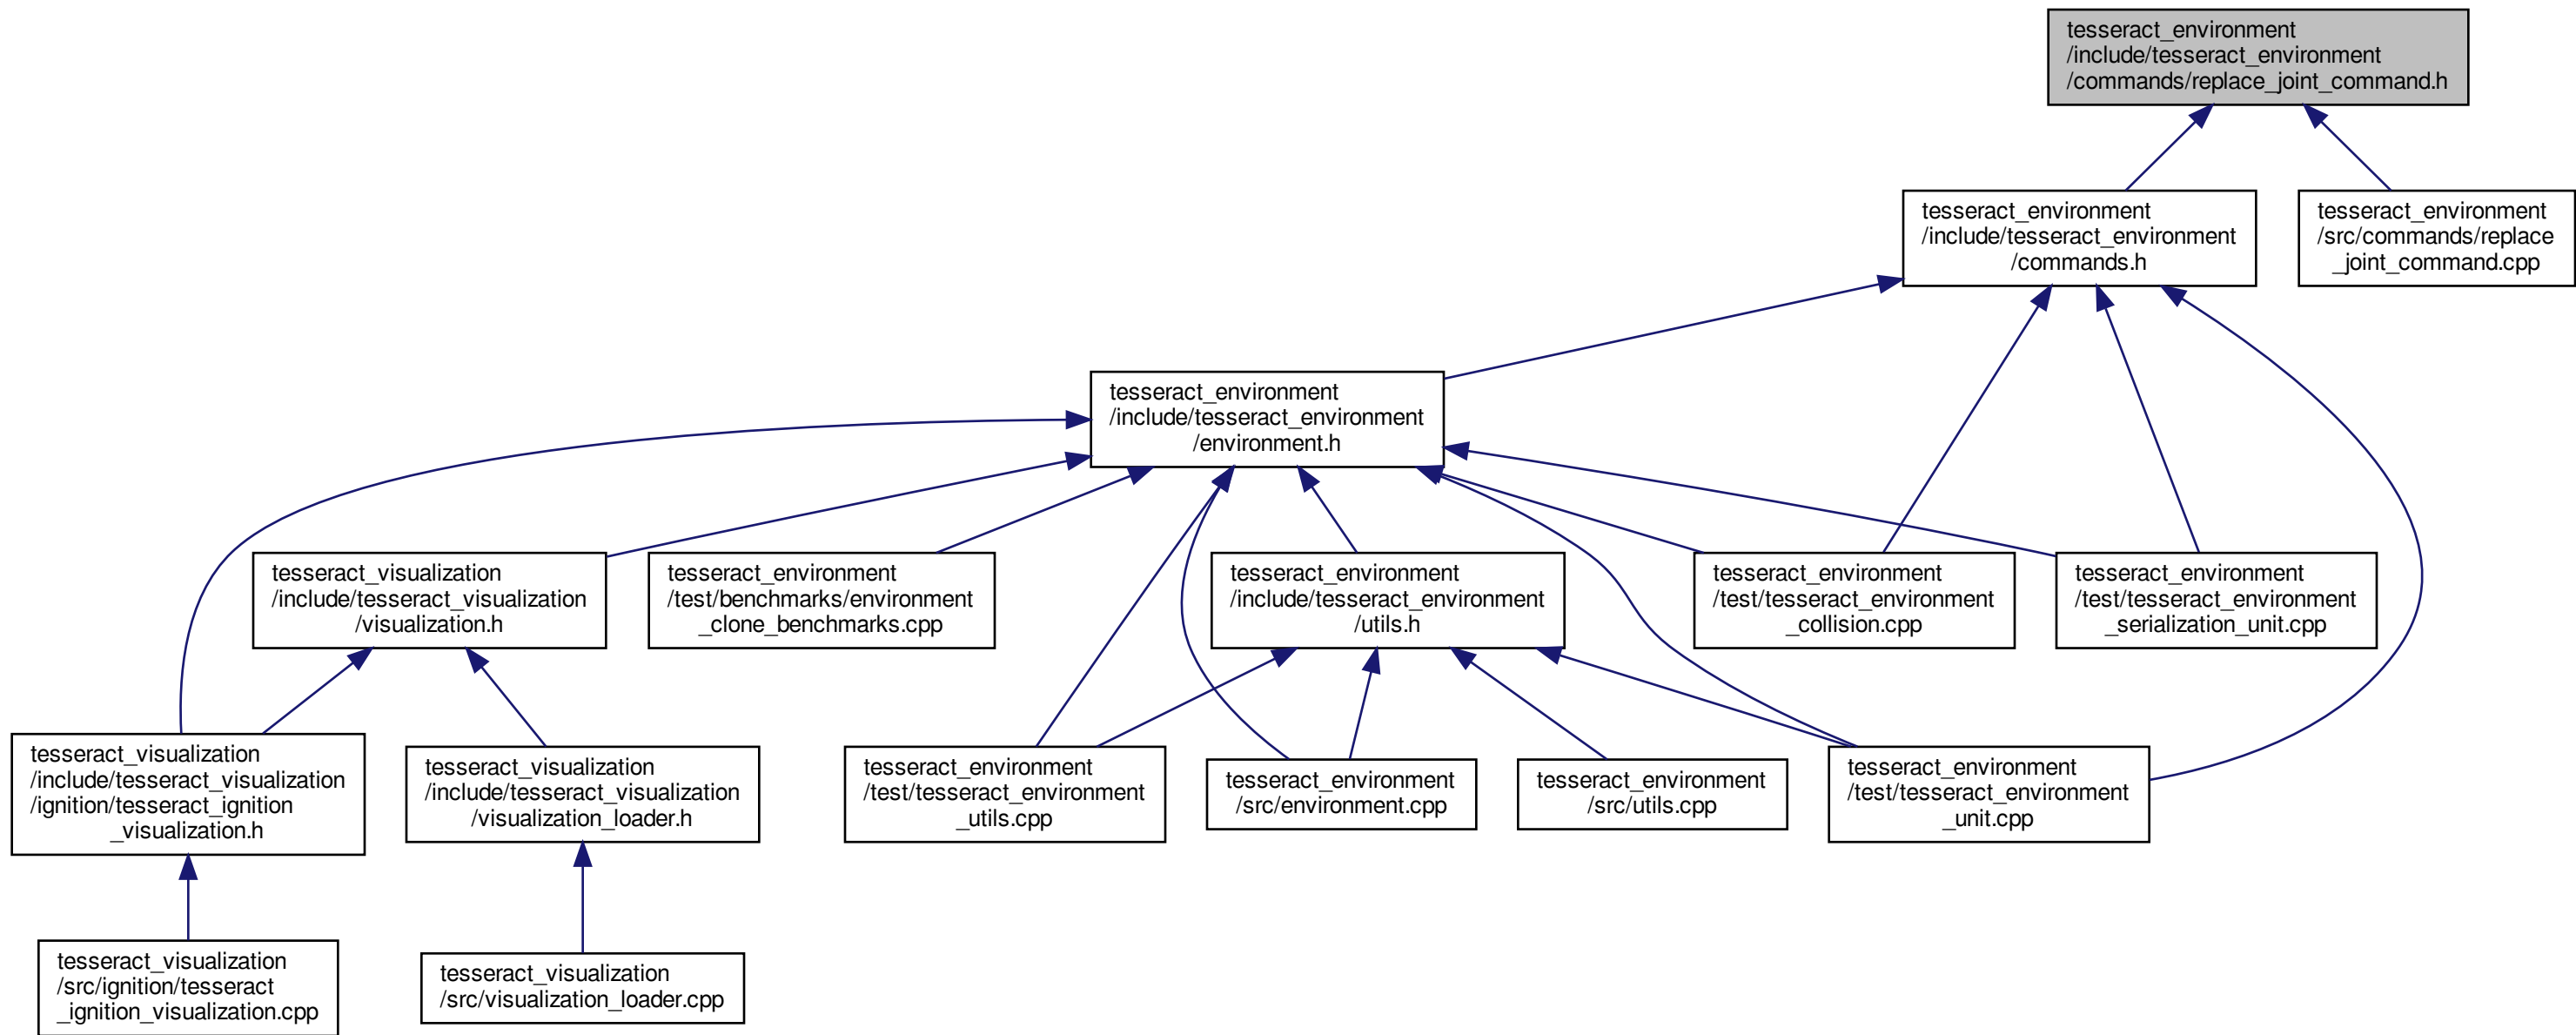 tesseract_environment
/include/tesseract_environment
/commands/replace_joint_command.h
tesseract_environment
/include/tesseract_environment
/commands.h
tesseract_environment
/src/commands/replace
_joint_command.cpp
tesseract_environment
/include/tesseract_environment
/environment.h
tesseract_visualization
/include/tesseract_visualization
/visualization.h
tesseract_environment
/test/benchmarks/environment
_clone_benchmarks.cpp
tesseract_environment
/include/tesseract_environment
/utils.h
tesseract_environment
/test/tesseract_environment
_collision.cpp
tesseract_environment
/test/tesseract_environment
_serialization_unit.cpp
tesseract_visualization
/include/tesseract_visualization
/ignition/tesseract_ignition
_visualization.h
tesseract_visualization
/include/tesseract_visualization
/visualization_loader.h
tesseract_environment
/test/tesseract_environment
_utils.cpp
tesseract_environment
/src/environment.cpp
tesseract_environment
/src/utils.cpp
tesseract_environment
/test/tesseract_environment
_unit.cpp
tesseract_visualization
/src/ignition/tesseract
_ignition_visualization.cpp
tesseract_visualization
/src/visualization_loader.cpp